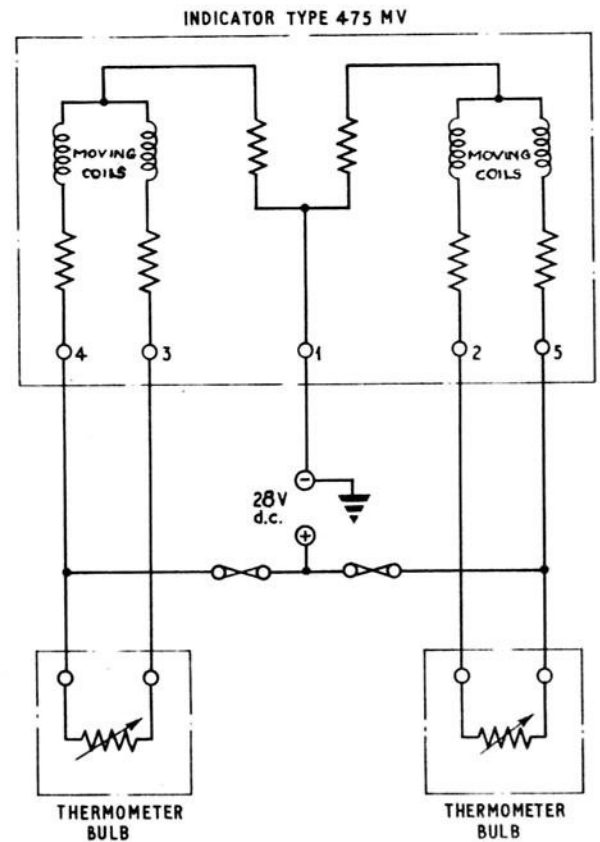 INDICATOR TYPE 475 MV
MOVING
COILS
MOVING
COILS
4
3
1
2
5
−
28V
d.c.
+
THERMOMETER
BULB
THERMOMETER
BULB